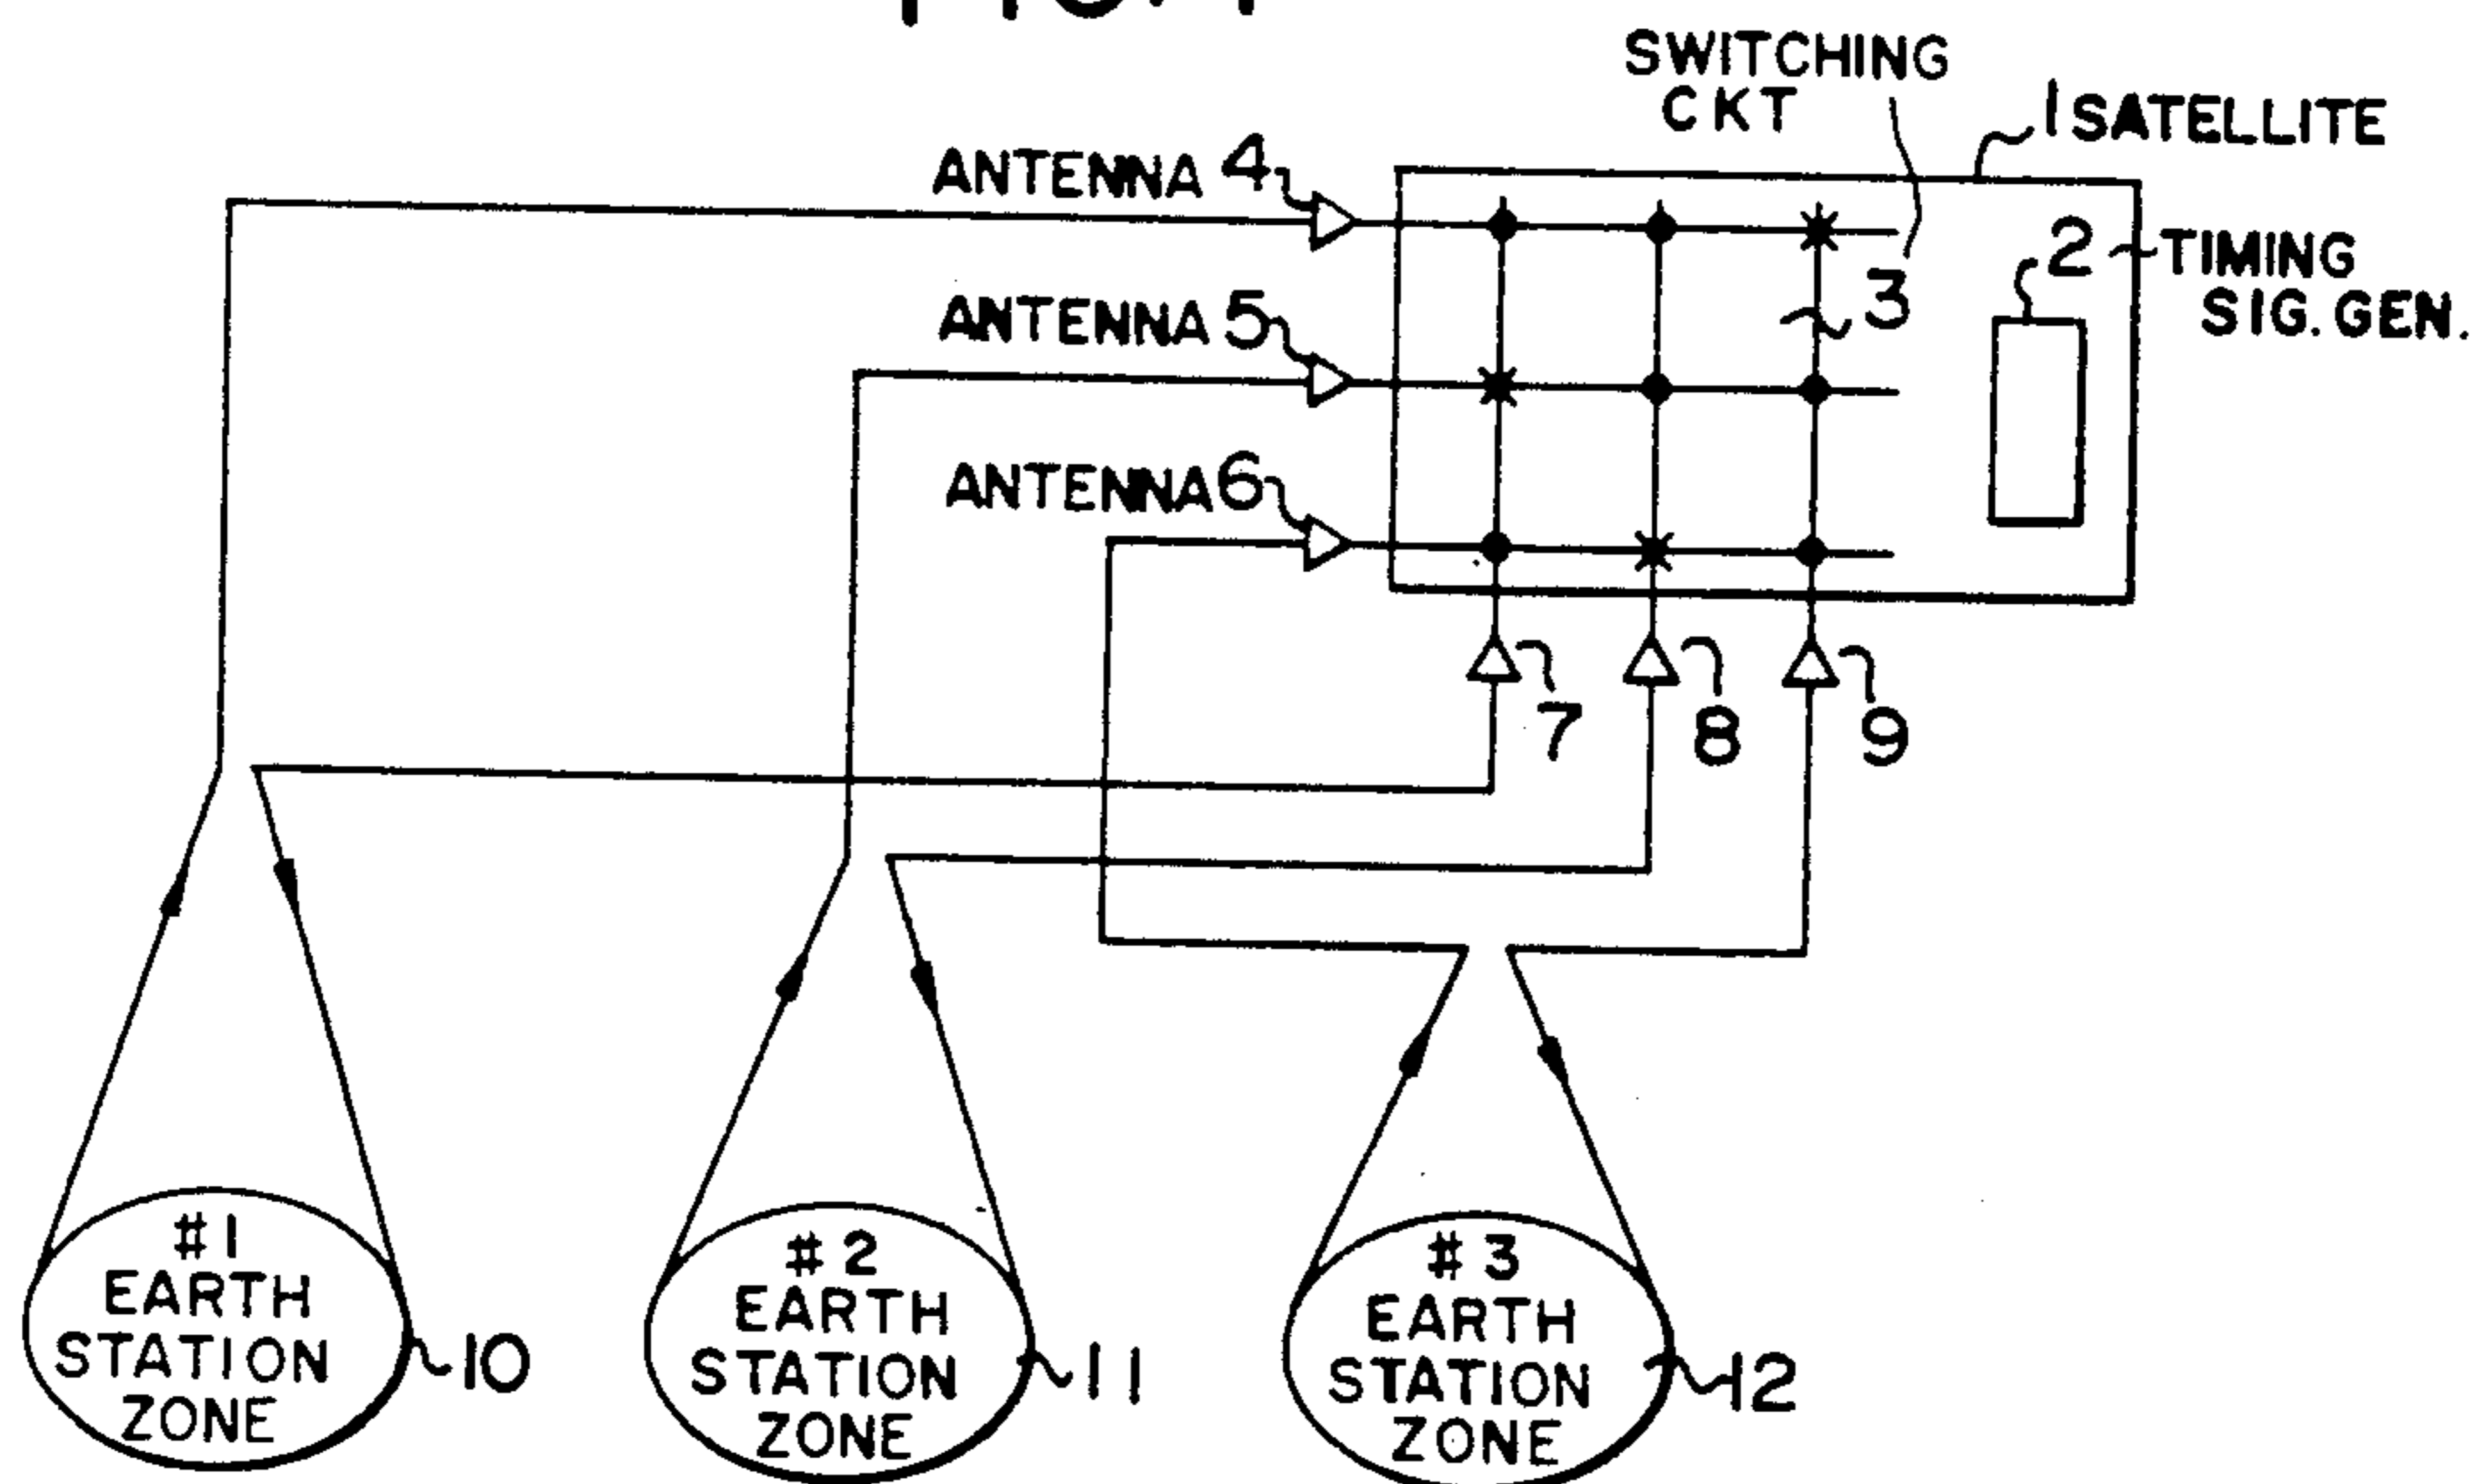 SWITCHING
CKT
1 SATELLITE
ANTENNA 4
2 TIMING
SIG. GEN.
3
ANTENNA 5
ANTENNA 6
7
8
9
#1
EARTH
STATION
ZONE
10
#2
EARTH
STATION
ZONE
11
#3
EARTH
STATION
ZONE
12